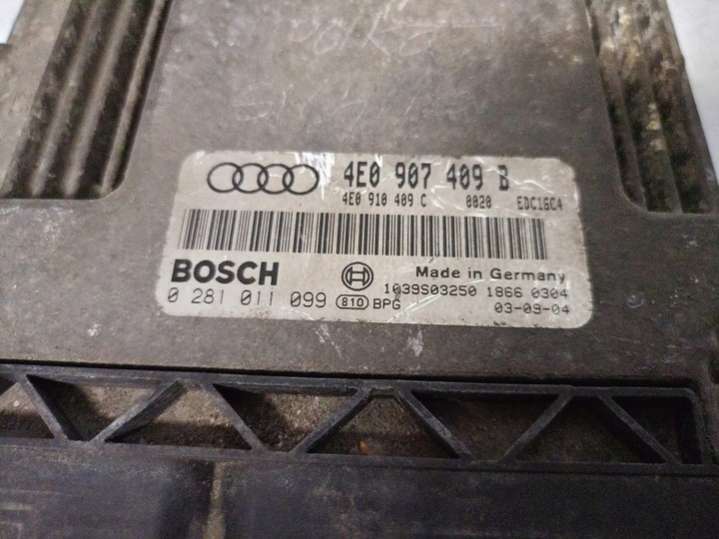 4E0 907 409 B
4E0 910 409 C 0020 EDC16C4
BOSCH
Made in Germany
0 281 011 099 810 BPG
1039S03250 1866 0304
03-09-04